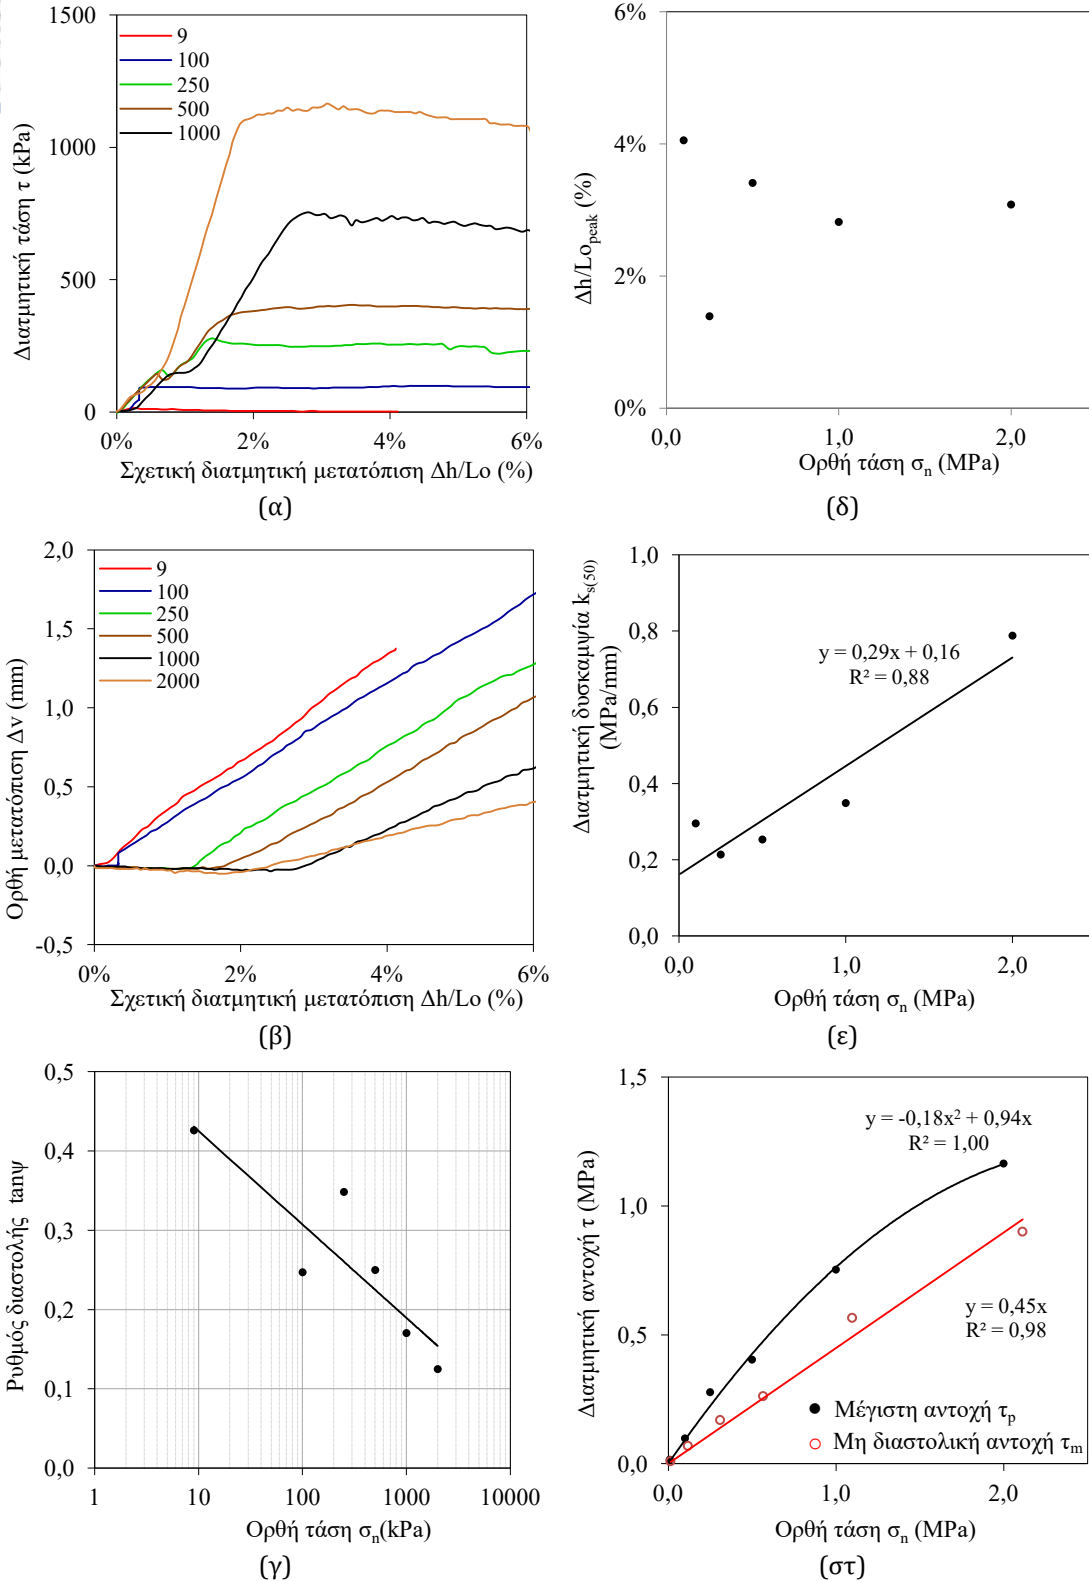 1500
1000
500
0
9
100
250
500
1000
Διατμητική τάση τ (kPa)
0%
2%
4%
6%
Σχετική διατμητική μετατόπιση Δh/Lo (%)
(α)
6%
4%
2%
0%
Δh/Lo_peak (%)
0,0
1,0
2,0
Ορθή τάση σ_n (MPa)
(δ)
2,0
1,5
1,0
0,5
0,0
-0,5
9
100
250
500
1000
2000
Ορθή μετατόπιση Δv (mm)
0%
2%
4%
6%
Σχετική διατμητική μετατόπιση Δh/Lo (%)
(β)
1,0
0,8
0,6
0,4
0,2
0,0
Διατμητική δυσκαμψία k_s(50)
(MPa/mm)
y = 0,29x + 0,16
R² = 0,88
0,0
1,0
2,0
Ορθή τάση σ_n (MPa)
(ε)
0,5
0,4
0,3
0,2
0,1
0,0
Ρυθμός διαστολής tanψ
1
10
100
1000
10000
Ορθή τάση σ_n(kPa)
(γ)
1,5
1,0
0,5
0,0
Διατμητική αντοχή τ (MPa)
y = -0,18x² + 0,94x
R² = 1,00
y = 0,45x
R² = 0,98
Μέγιστη αντοχή τ_p
Μη διαστολική αντοχή τ_m
0,0
1,0
2,0
Ορθή τάση σ_n (MPa)
(στ)